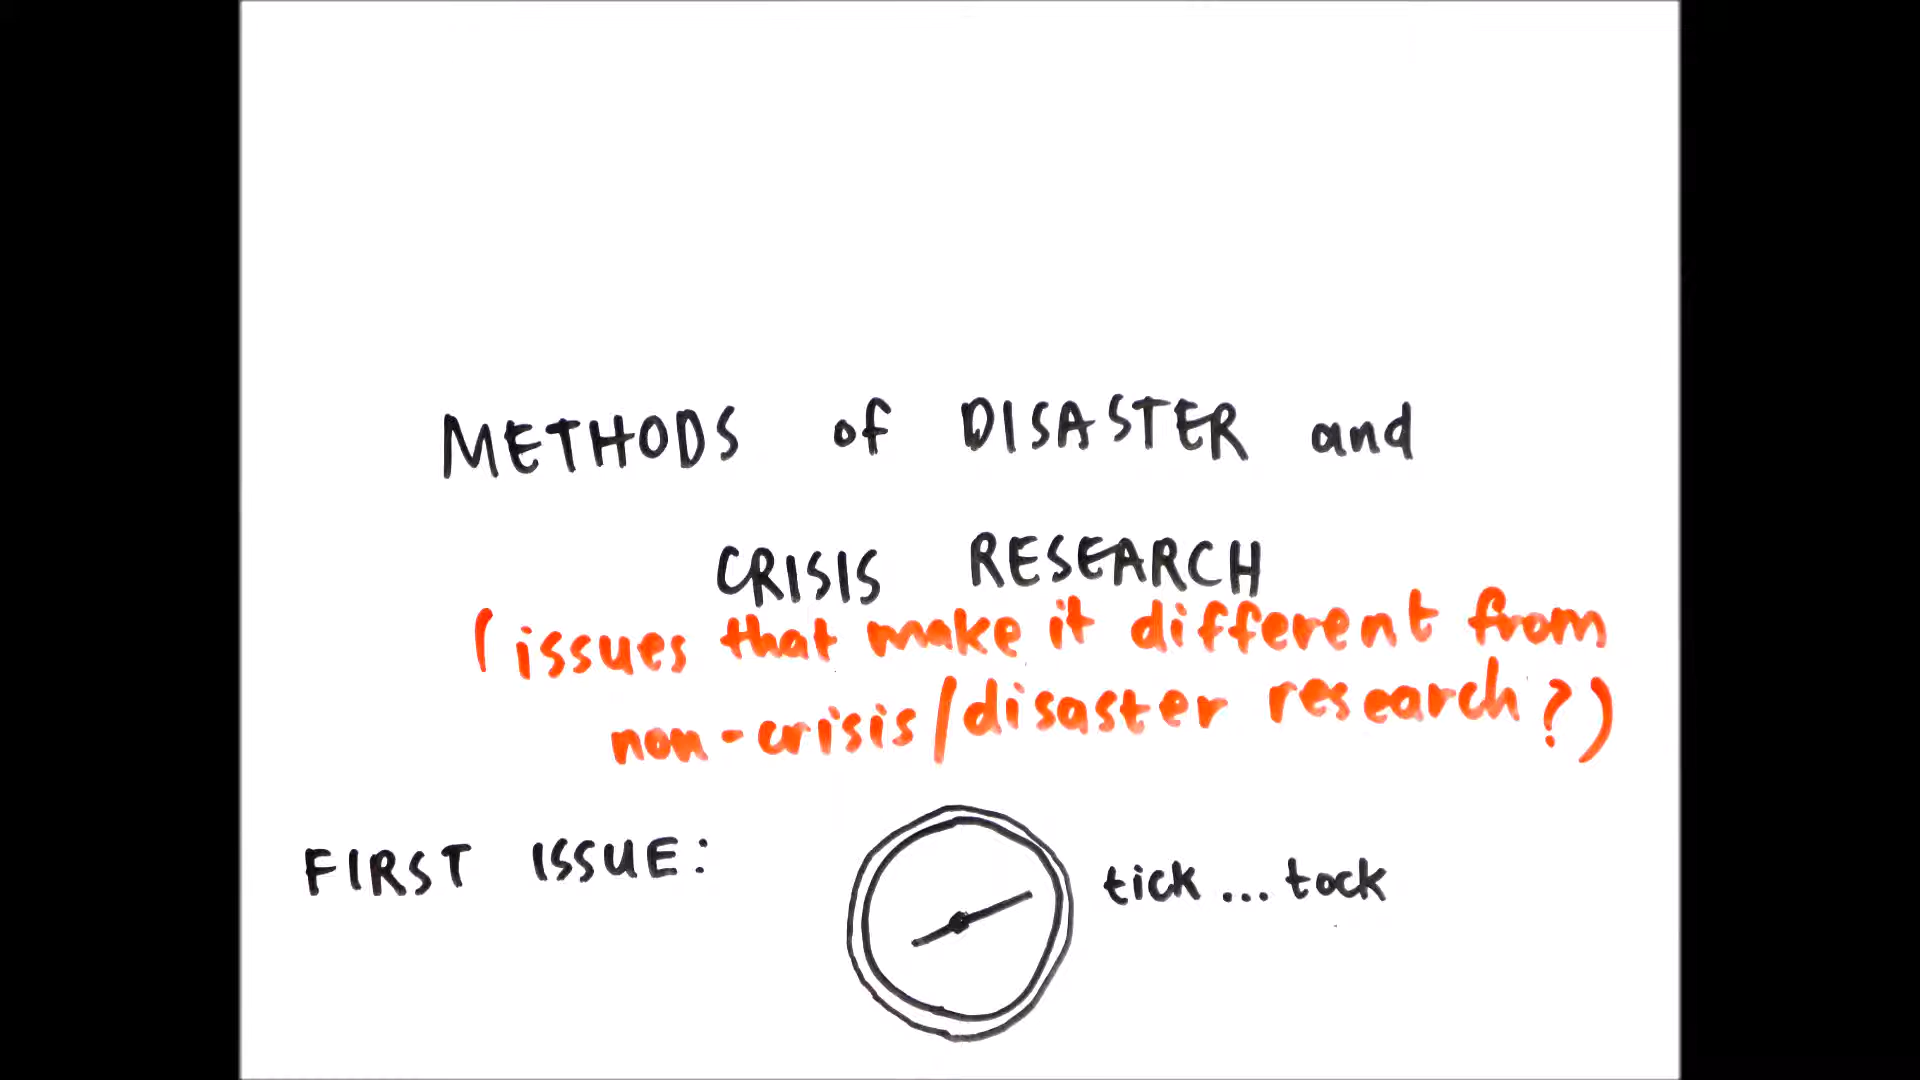 METHODS of DISASTER and
CRISIS RESEARCH
(issues that make it different from
non-crisis/disaster research?)
FIRST ISSUE: tick...tock